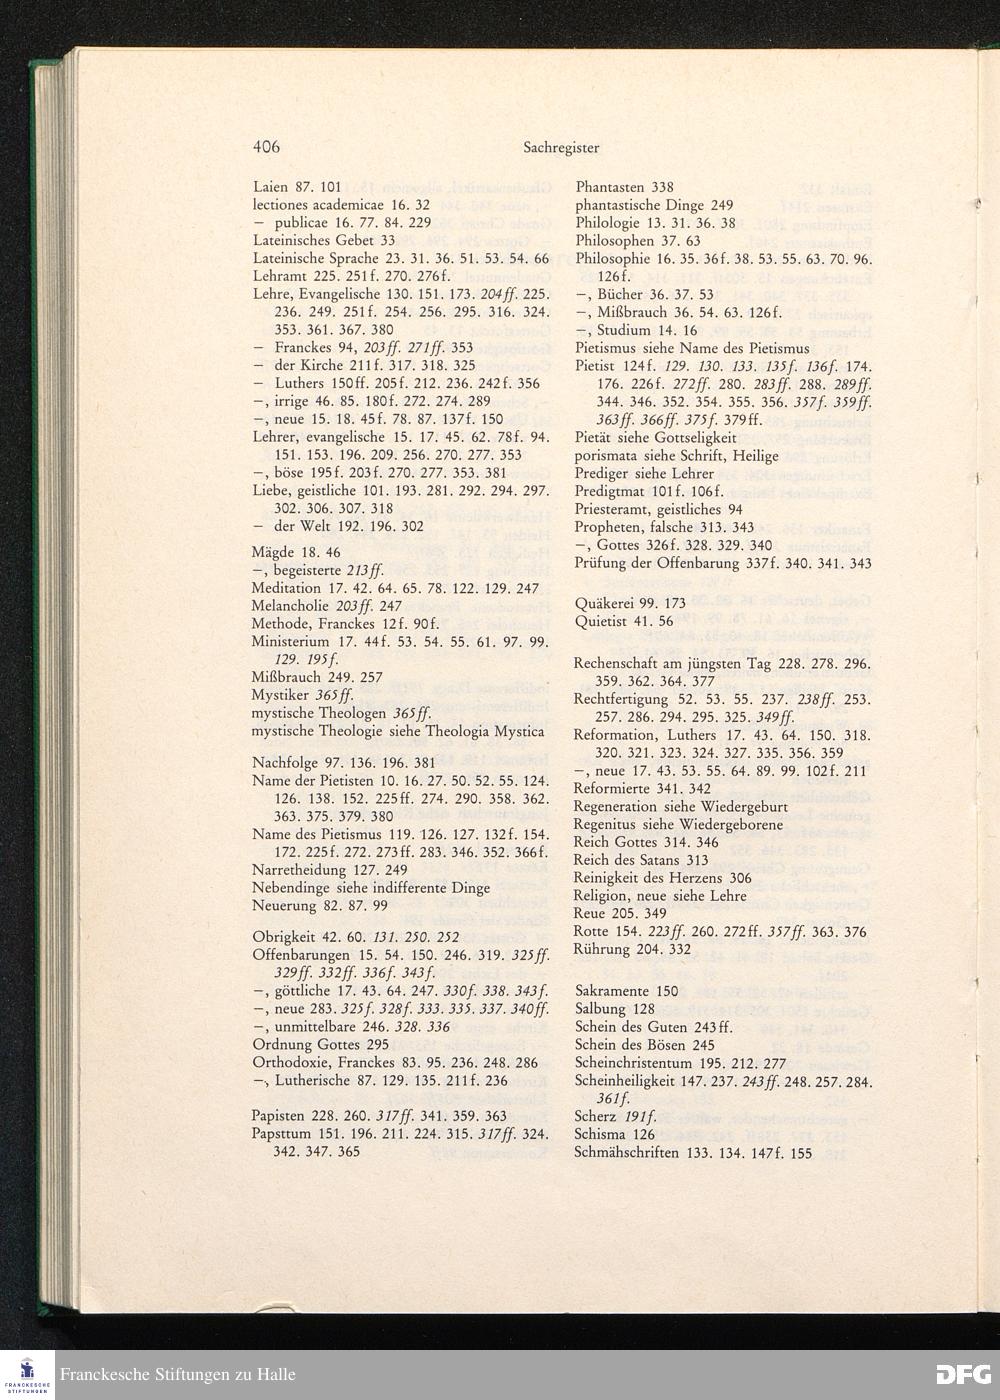 406
Sachregister
Laien 87. 101
lectiones academicae 16. 32
– publicae 16. 77. 84. 229
Lateinisches Gebet 33
Lateinische Sprache 23. 31. 36. 51. 53. 54. 66
Lehramt 225. 251f. 270. 276f.
Lehre, Evangelische 130. 151. 173. 204ff. 225.
236. 249. 251f. 254. 256. 295. 316. 324.
353. 361. 367. 380
– Franckes 94, 203ff. 271ff. 353
– der Kirche 211f. 317. 318. 325
– Luthers 150ff. 205f. 212. 236. 242f. 356
–, irrige 46. 85. 180f. 272. 274. 289
–, neue 15. 18. 45f. 78. 87. 137f. 150
Lehrer, evangelische 15. 17. 45. 62. 78f. 94.
151. 153. 196. 209. 256. 270. 277. 353
–, böse 195f. 203f. 270. 277. 353. 381
Liebe, geistliche 101. 193. 281. 292. 294. 297.
302. 306. 307. 318
– der Welt 192. 196. 302
Mägde 18. 46
–, begeisterte 213ff.
Meditation 17. 42. 64. 65. 78. 122. 129. 247
Melancholie 203ff. 247
Methode, Franckes 12f. 90f.
Ministerium 17. 44f. 53. 54. 55. 61. 97. 99.
129. 195f.
Mißbrauch 249. 257
Mystiker 365ff.
mystische Theologen 365ff.
mystische Theologie siehe Theologia Mystica
Nachfolge 97. 136. 196. 381
Name der Pietisten 10. 16. 27. 50. 52. 55. 124.
126. 138. 152. 225ff. 274. 290. 358. 362.
363. 375. 379. 380
Name des Pietismus 119. 126. 127. 132f. 154.
172. 225f. 272. 273ff. 283. 346. 352. 366f.
Narretheidung 127. 249
Nebendinge siehe indifferente Dinge
Neuerung 82. 87. 99
Obrigkeit 42. 60. 131. 250. 252
Offenbarungen 15. 54. 150. 246. 319. 325ff.
329ff. 332ff. 336f. 343f.
–, göttliche 17. 43. 64. 247. 330f. 338. 343f.
–, neue 283. 325f. 328f. 333. 335. 337. 340ff.
–, unmittelbare 246. 328. 336
Ordnung Gottes 295
Orthodoxie, Franckes 83. 95. 236. 248. 286
–, Lutherische 87. 129. 135. 211f. 236
Papisten 228. 260. 317ff. 341. 359. 363
Papsttum 151. 196. 211. 224. 315. 317ff. 324.
342. 347. 365
Phantasten 338
phantastische Dinge 249
Philologie 13. 31. 36. 38
Philosophen 37. 63
Philosophie 16. 35. 36f. 38. 53. 55. 63. 70. 96.
126f.
–, Bücher 36. 37. 53
–, Mißbrauch 36. 54. 63. 126f.
–, Studium 14. 16
Pietismus siehe Name des Pietismus
Pietist 124f. 129. 130. 133. 135f. 136f. 174.
176. 226f. 272ff. 280. 283ff. 288. 289ff.
344. 346. 352. 354. 355. 356. 357f. 359ff.
363ff. 366ff. 375f. 379ff.
Pietät siehe Gottseligkeit
porismata siehe Schrift, Heilige
Prediger siehe Lehrer
Predigtmat 101f. 106f.
Priesteramt, geistliches 94
Propheten, falsche 313. 343
–, Gottes 326f. 328. 329. 340
Prüfung der Offenbarung 337f. 340. 341. 343
Quäkerei 99. 173
Quietist 41. 56
Rechenschaft am jüngsten Tag 228. 278. 296.
359. 362. 364. 377
Rechtfertigung 52. 53. 55. 237. 238ff. 253.
257. 286. 294. 295. 325. 349ff.
Reformation, Luthers 17. 43. 64. 150. 318.
320. 321. 323. 324. 327. 335. 356. 359
–, neue 17. 43. 53. 55. 64. 89. 99. 102f. 211
Reformierte 341. 342
Regeneration siehe Wiedergeburt
Regenitus siehe Wiedergeborene
Reich Gottes 314. 346
Reich des Satans 313
Reinigkeit des Herzens 306
Religion, neue siehe Lehre
Reue 205. 349
Rotte 154. 223ff. 260. 272ff. 357ff. 363. 376
Rührung 204. 332
Sakramente 150
Salbung 128
Schein des Guten 243ff.
Schein des Bösen 245
Scheinchristentum 195. 212. 277
Scheinheiligkeit 147. 237. 243ff. 248. 257. 284.
361f.
Scherz 191f.
Schisma 126
Schmähschriften 133. 134. 147f. 155
FRANCKESCHE
STIFTUNGEN
Franckesche Stiftungen zu Halle
DFG